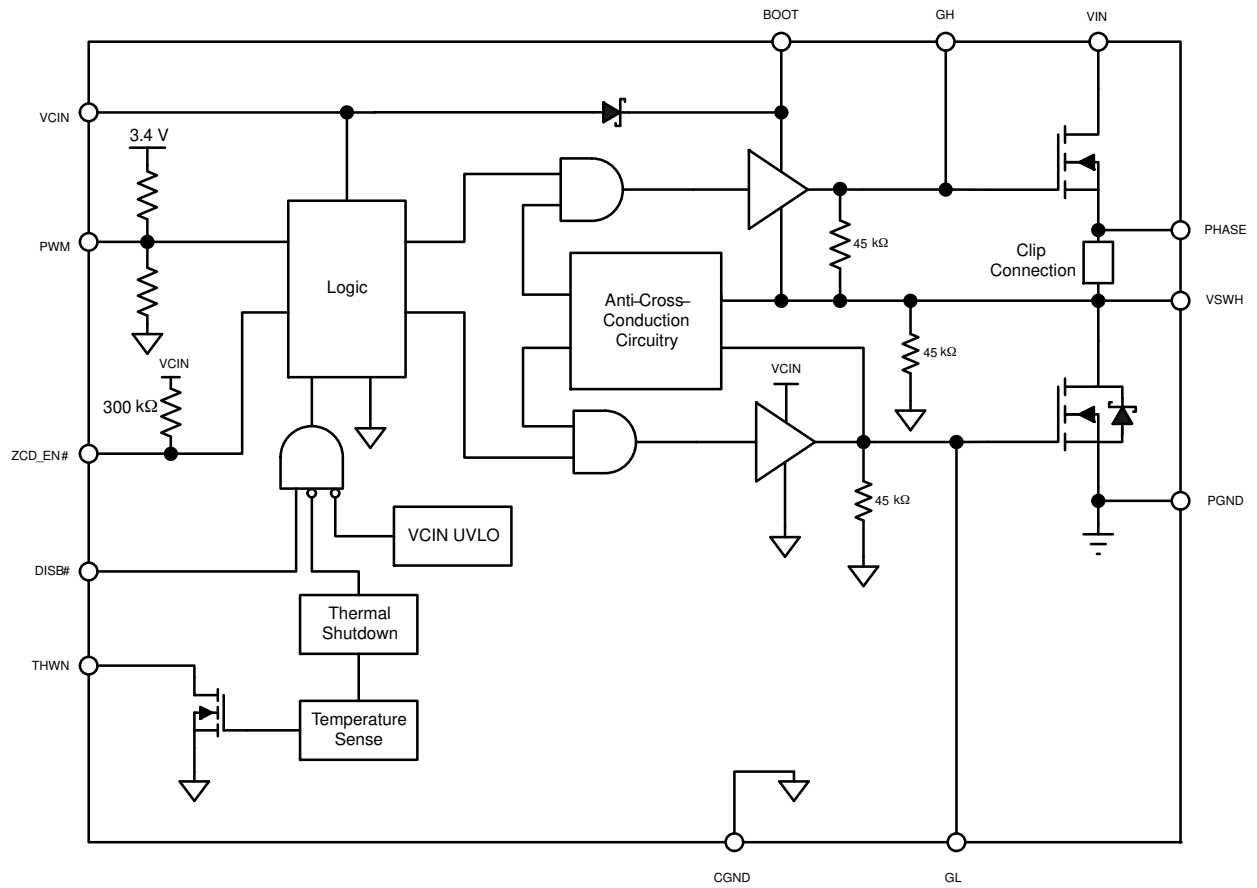 BOOT
GH
VIN
VCIN
3.4 V
PWM
Logic
45 kΩ
PHASE
Clip
Connection
Anti–Cross–
Conduction
Circuitry
VSWH
45 kΩ
VCIN
300 kΩ
VCIN
ZCD_EN#
45 kΩ
PGND
VCIN UVLO
DISB#
Thermal
Shutdown
THWN
Temperature
Sense
CGND
GL